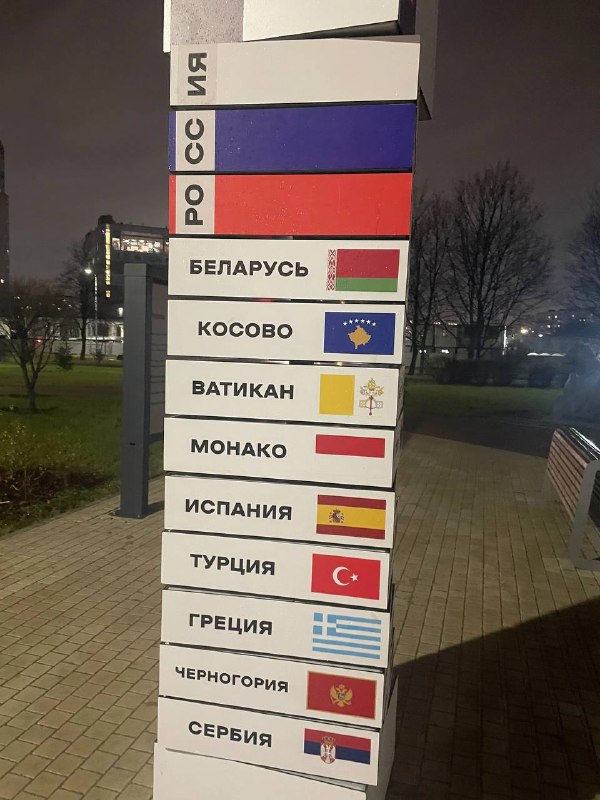 РОССИЯ
БЕЛАРУСЬ
КОСОВО
ВАТИКАН
МОНАКО
ИСПАНИЯ
ТУРЦИЯ
ГРЕЦИЯ
ЧЕРНОГОРИЯ
СЕРБИЯ